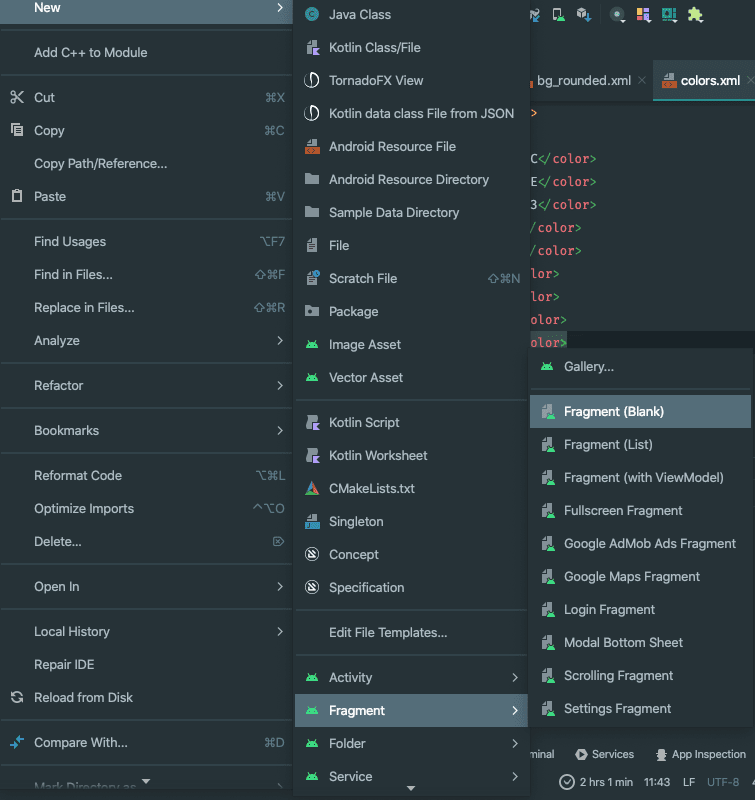 New
Add C++ to Module
Cut ⌘X
Copy ⌘C
Copy Path/Reference...
Paste ⌘V
Find Usages ⌥F7
Find in Files... ⇧⌘F
Replace in Files... ⇧⌘R
Analyze
Refactor
Bookmarks
Reformat Code ⌥⌘L
Optimize Imports ^⌥O
Delete... ⌦
Open In
Local History
Repair IDE
Reload from Disk
Compare With... ⌘D
Mark Directory as
Java Class
Kotlin Class/File
TornadoFX View
Kotlin data class File from JSON
Android Resource File
Android Resource Directory
Sample Data Directory
File
Scratch File ⇧⌘N
Package
Image Asset
Vector Asset
Kotlin Script
Kotlin Worksheet
CMakeLists.txt
Singleton
Concept
Specification
Edit File Templates...
Activity
Fragment
Folder
Service
bg_rounded.xml
colors.xml
>
C</color>
E</color>
3</color>
/color>
/color>
lor>
lor>
olor>
olor>
Gallery...
Fragment (Blank)
Fragment (List)
Fragment (with ViewModel)
Fullscreen Fragment
Google AdMob Ads Fragment
Google Maps Fragment
Login Fragment
Modal Bottom Sheet
Scrolling Fragment
Settings Fragment
minal Services App Inspection
2 hrs 1 min 11:43 LF UTF-8 4